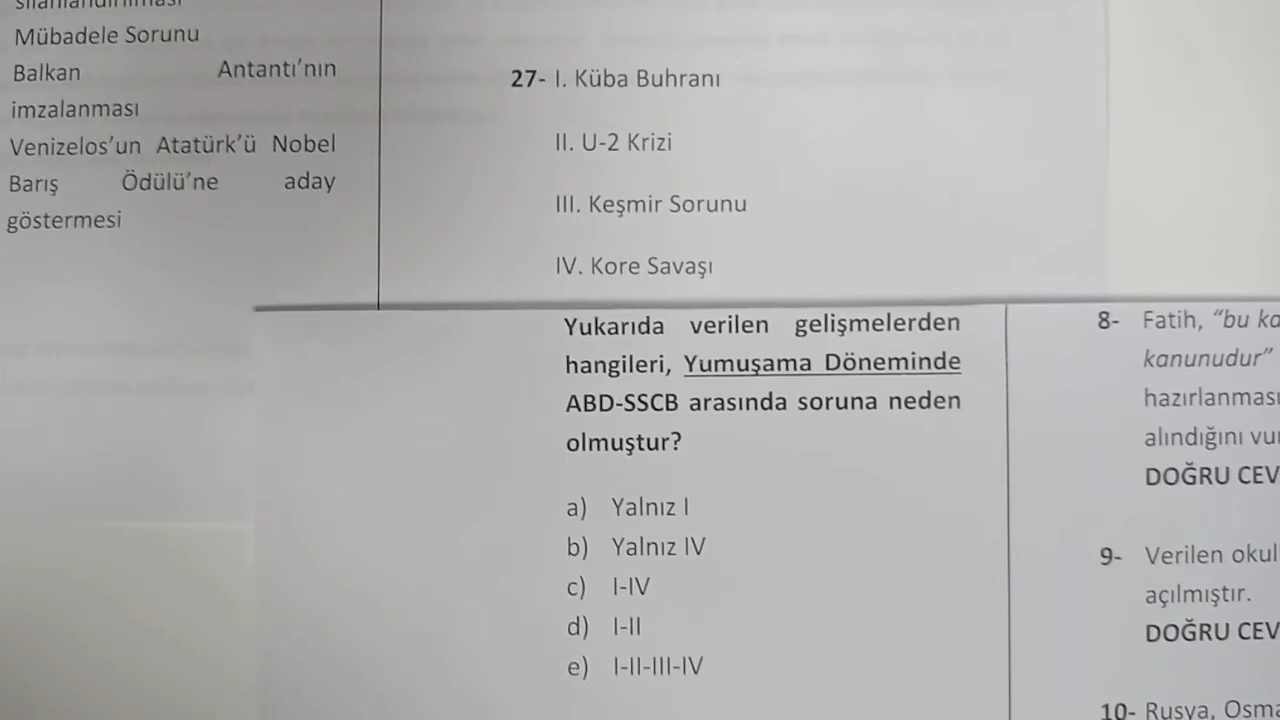 Mübadele Sorunu
Balkan Antantı’nın
imzalanması
Venizelos’un Atatürk’ü Nobel
Barış Ödülü’ne aday
göstermesi
27- I. Küba Buhranı
II. U-2 Krizi
III. Keşmir Sorunu
IV. Kore Savaşı
Yukarıda verilen gelişmelerden
hangileri, Yumuşama Döneminde
ABD-SSCB arasında soruna neden
olmuştur?
a) Yalnız I
b) Yalnız IV
c) I-IV
d) I-II
e) I-II-III-IV
8- Fatih, “bu ka
kanunudur”
hazırlanması
alındığını vur
DOĞRU CEV
9- Verilen okul
açılmıştır.
DOĞRU CEV
10- Rusya, Osma